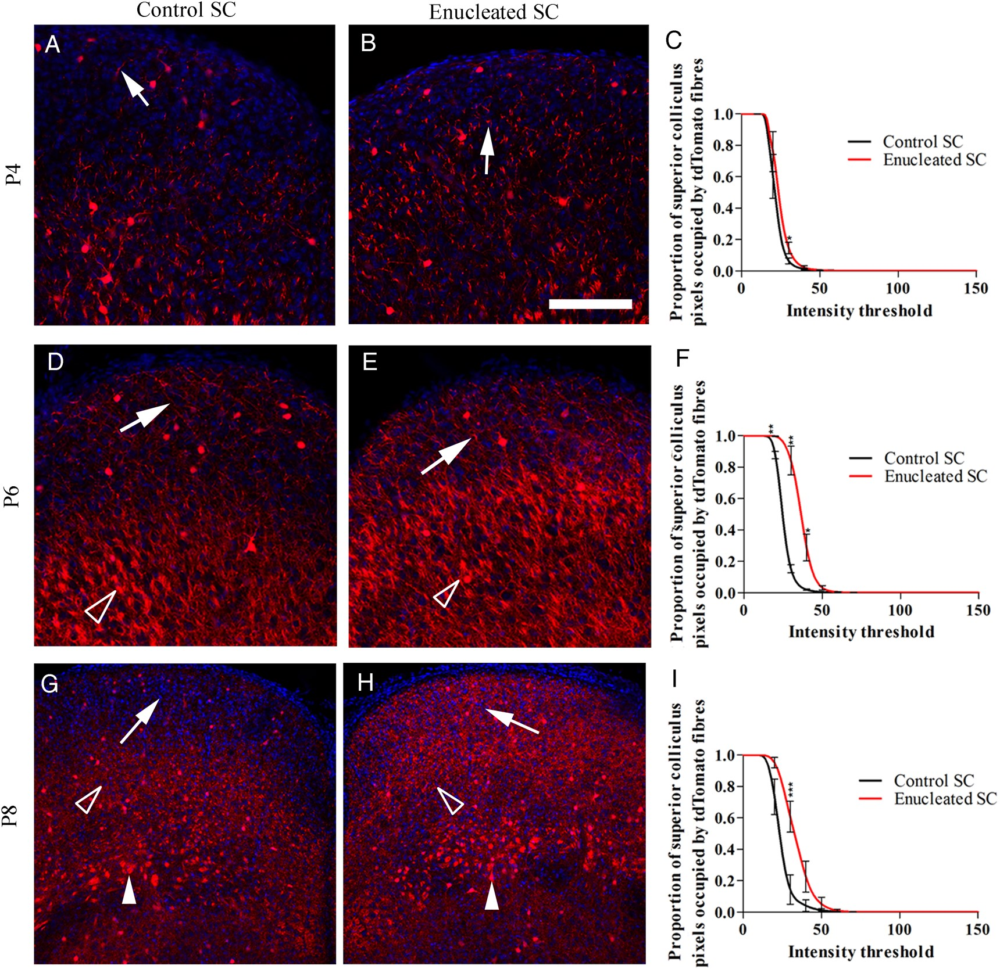 Control SC
Enucleated SC
P4
A
B
C
Proportion of superior colliculus
pixels occupied by tdTomato fibres
1.0
0.8
0.6
0.4
0.2
0.0
*
Control SC
Enucleated SC
0 50 100 150
Intensity threshold
P6
D
E
F
Proportion of superior colliculus
pixels occupied by tdTomato fibres
1.0
0.8
0.6
0.4
0.2
0.0
**
**
*
Control SC
Enucleated SC
0 50 100 150
Intensity threshold
P8
G
H
I
Proportion of superior colliculus
pixels occupied by tdTomato fibres
1.0
0.8
0.6
0.4
0.2
0.0
***
Control SC
Enucleated SC
0 50 100 150
Intensity threshold